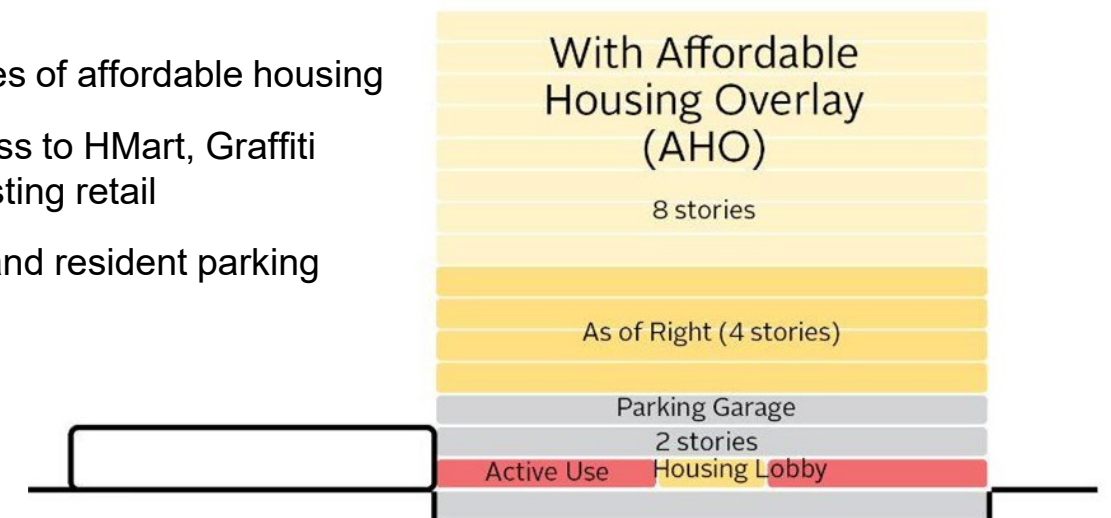 es of affordable housing
ss to HMart, Graffiti
sting retail
and resident parking
With Affordable
Housing Overlay
(AHO)
8 stories
As of Right (4 stories)
Parking Garage
2 stories
Active Use
Housing Lobby